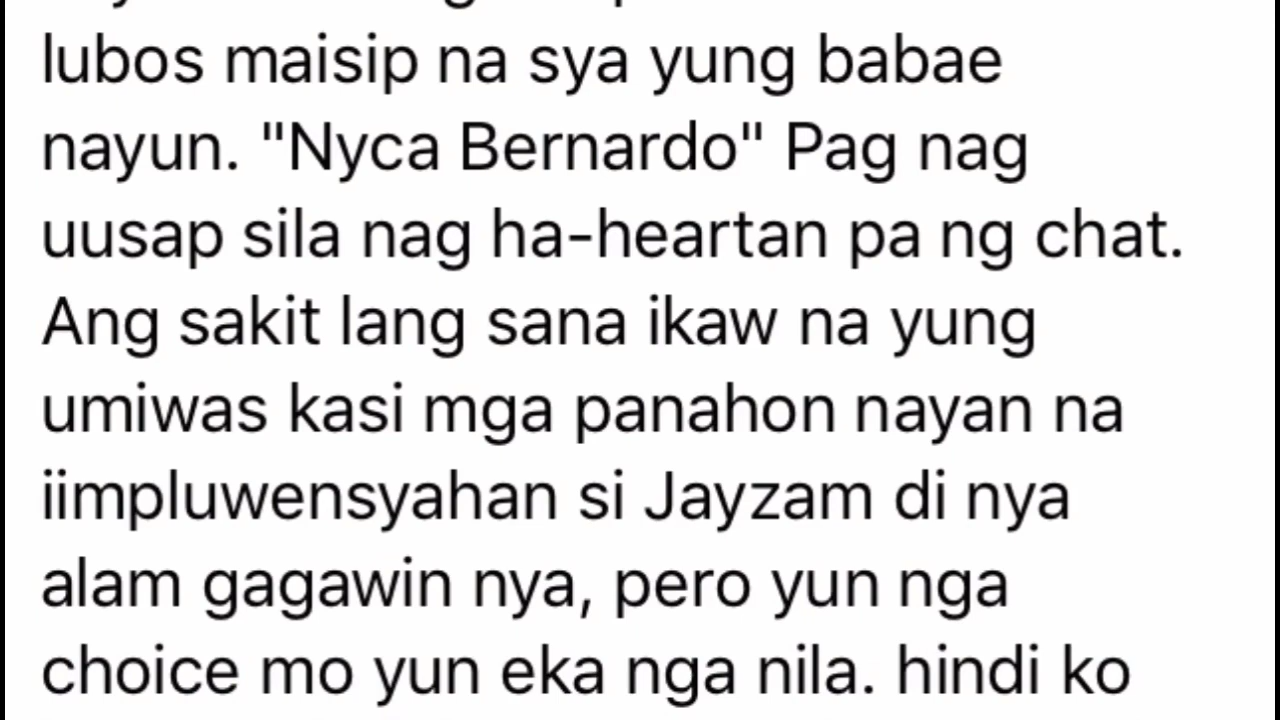 lubos maisip na sya yung babae
nayun. "Nyca Bernardo" Pag nag
uusap sila nag ha-heartan pa ng chat.
Ang sakit lang sana ikaw na yung
umiwas kasi mga panahon nayan na
iimpluwensyahan si Jayzam di nya
alam gagawin nya, pero yun nga
choice mo yun eka nga nila. hindi ko